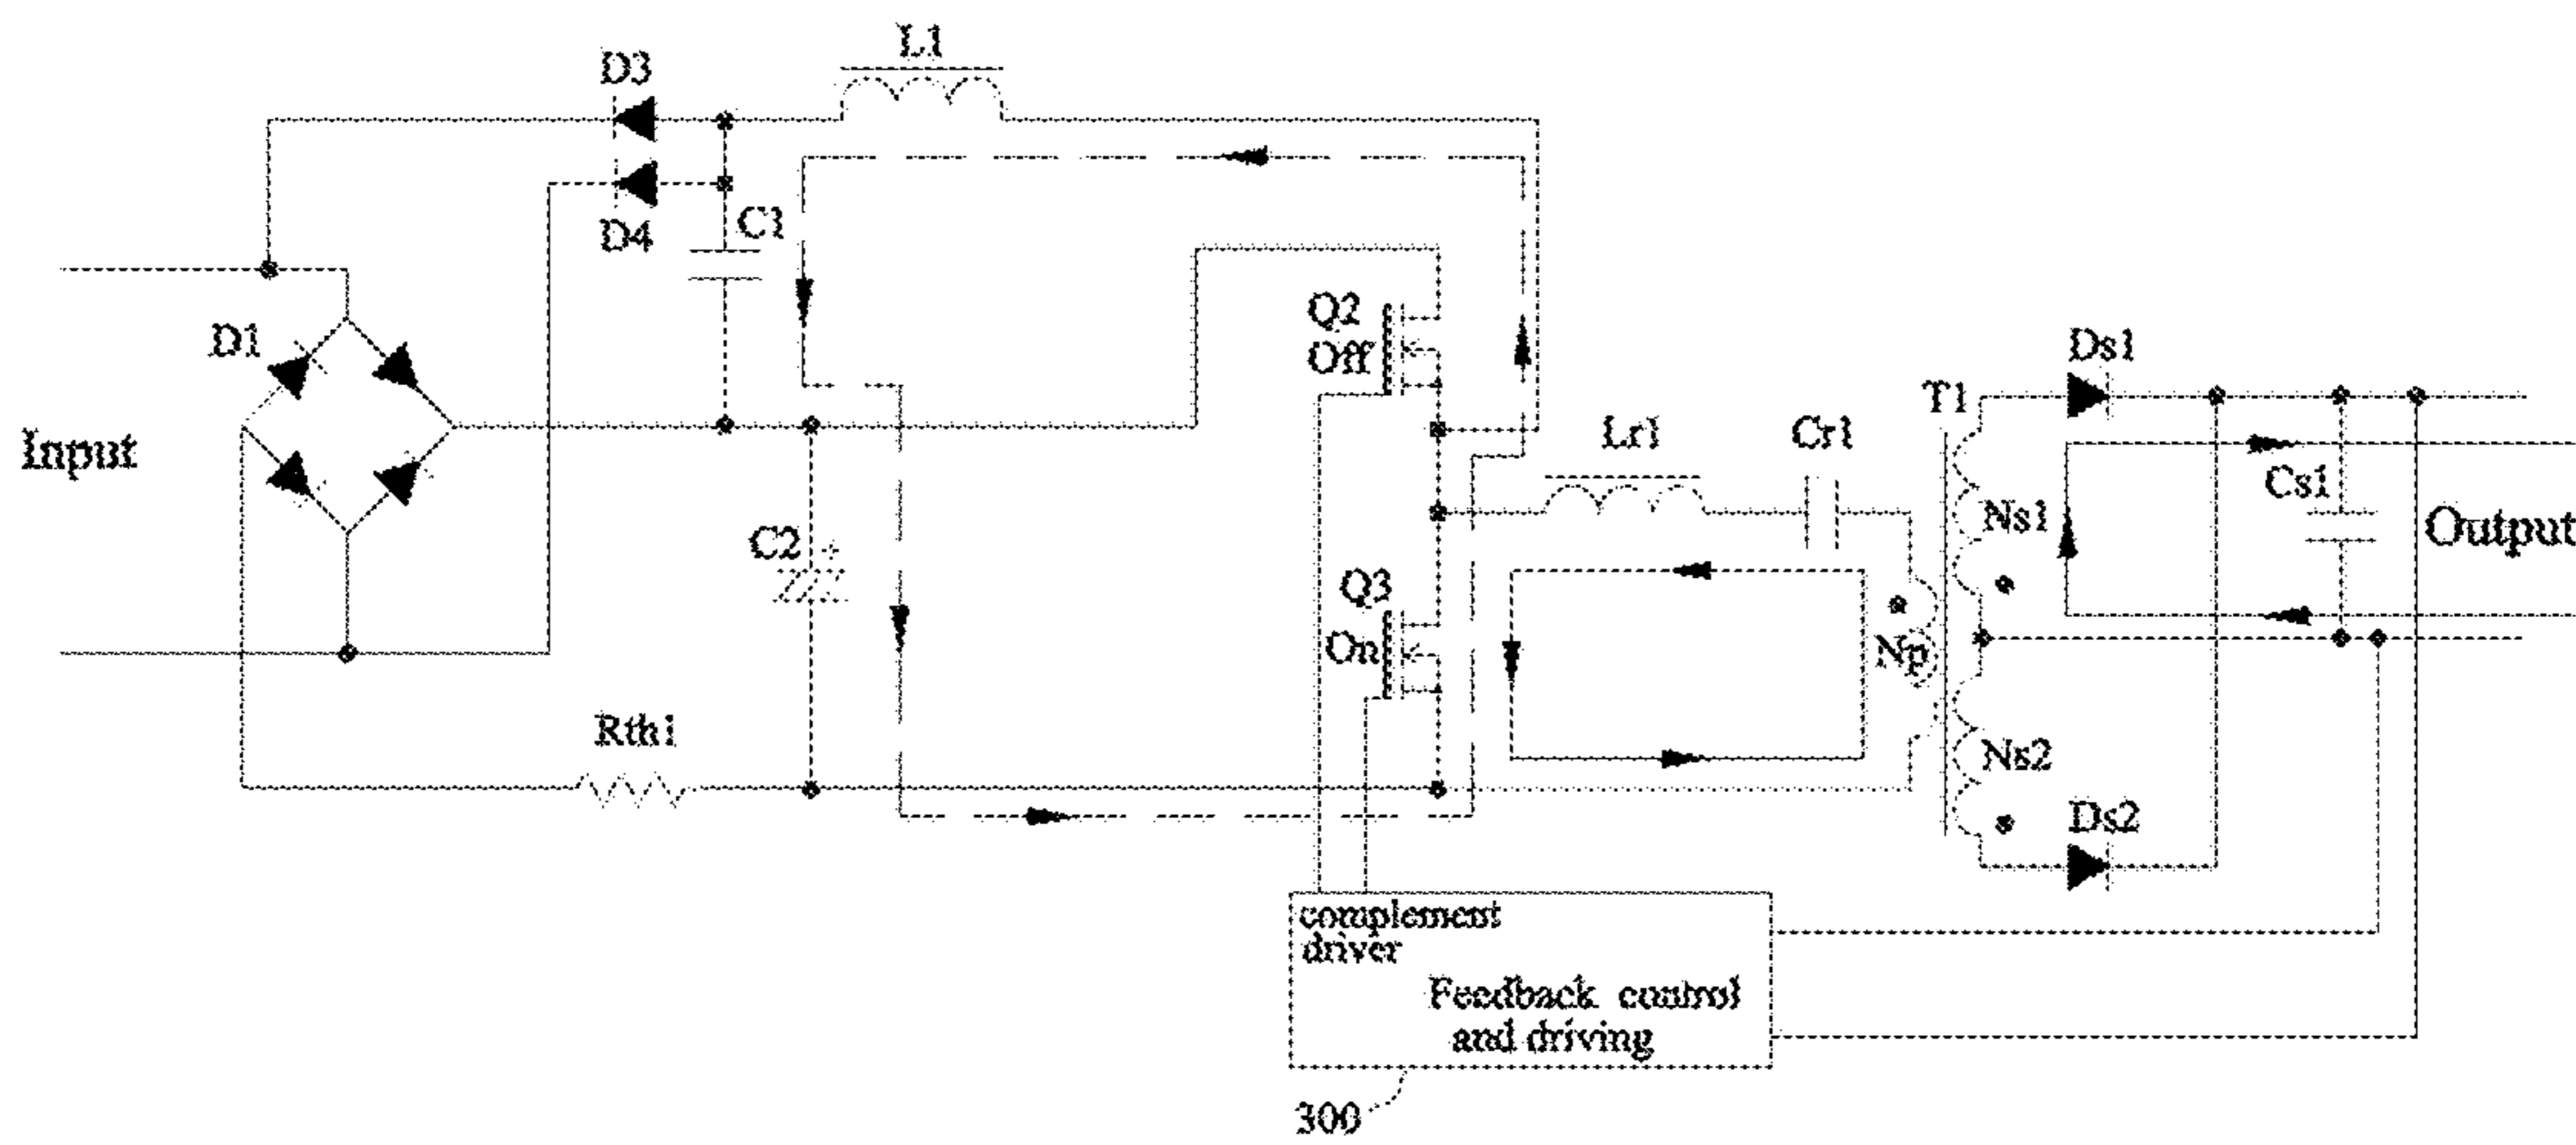 L1
D3
D4
C1
Q2
Off
D1
Ds1
T1
Input
Lr1
Cr1
Cs1
Ns1
Output
C2 +
Q3
On
Np
Rth1
Ns2
Ds2
complement
driver
Feedback control
and driving
300